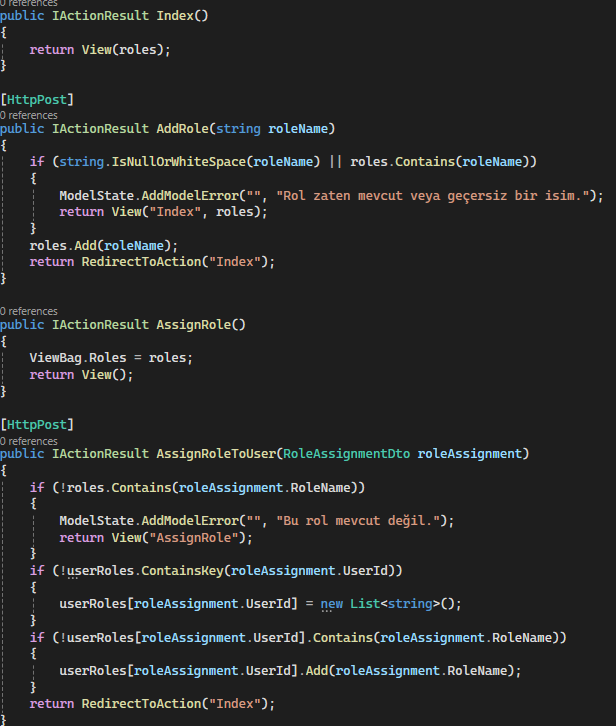 0 references
public IActionResult Index()
{
    return View(roles);
}
[HttpPost]
0 references
public IActionResult AddRole(string roleName)
{
    if (string.IsNullOrWhiteSpace(roleName) || roles.Contains(roleName))
    {
        ModelState.AddModelError("", "Rol zaten mevcut veya geçersiz bir isim.");
        return View("Index", roles);
    }
    roles.Add(roleName);
    return RedirectToAction("Index");
}
0 references
public IActionResult AssignRole()
{
    ViewBag.Roles = roles;
    return View();
}
[HttpPost]
0 references
public IActionResult AssignRoleToUser(RoleAssignmentDto roleAssignment)
{
    if (!roles.Contains(roleAssignment.RoleName))
    {
        ModelState.AddModelError("", "Bu rol mevcut değil.");
        return View("AssignRole");
    }
    if (!userRoles.ContainsKey(roleAssignment.UserId))
    {
        userRoles[roleAssignment.UserId] = new List<string>();
    }
    if (!userRoles[roleAssignment.UserId].Contains(roleAssignment.RoleName))
    {
        userRoles[roleAssignment.UserId].Add(roleAssignment.RoleName);
    }
    return RedirectToAction("Index");
}